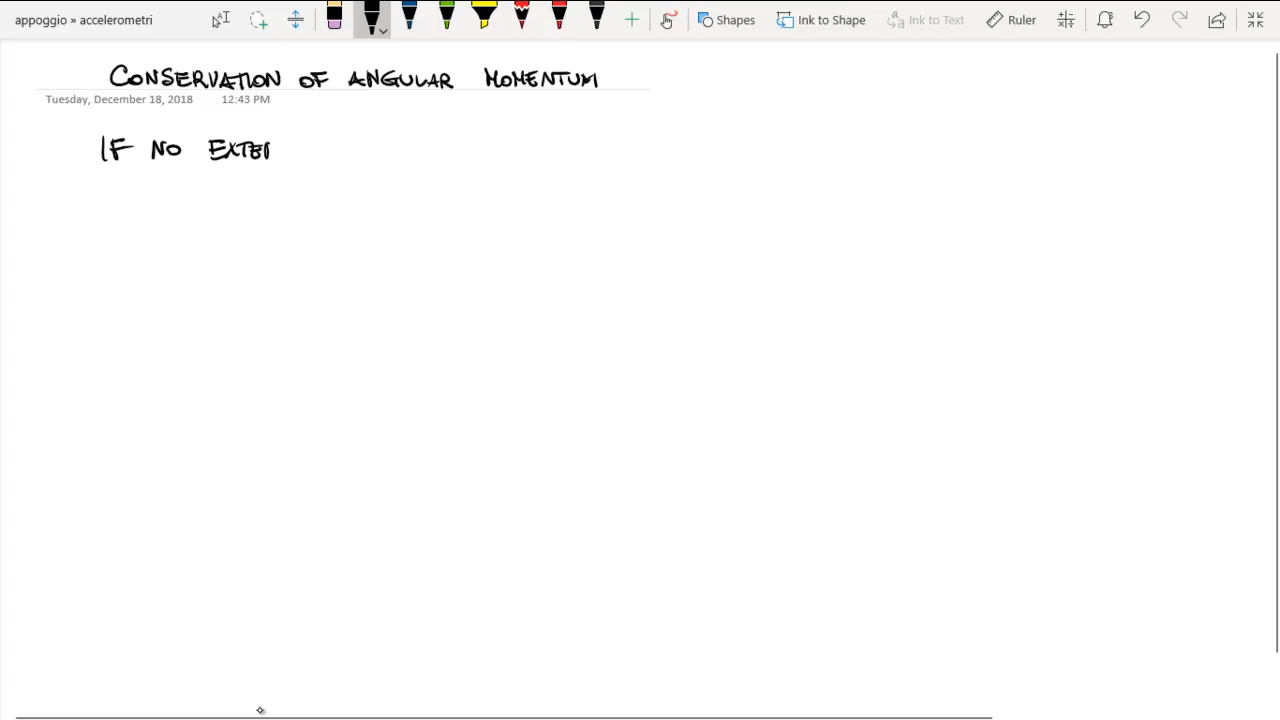 appoggio » accelerometri
Shapes
Ink to Shape
Ink to Text
Ruler
CONSERVATION OF ANGULAR MOMENTUM
Tuesday, December 18, 2018 12:43 PM
IF NO EXTER